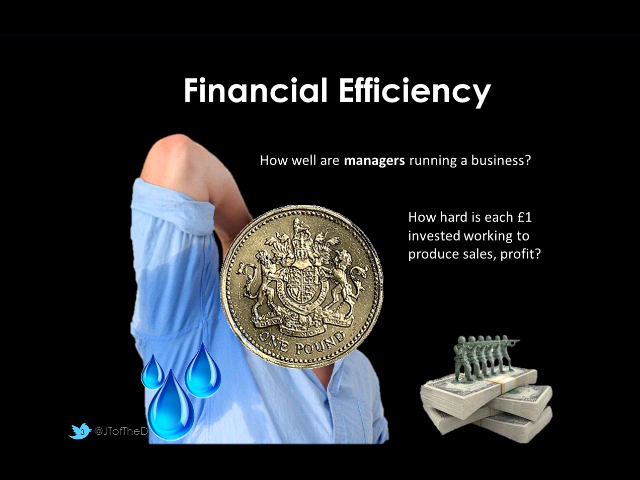 Financial Efficiency
How well are managers running a business?
How hard is each £1
invested working to
produce sales, profit?
ONE POUND
@JTofTheD